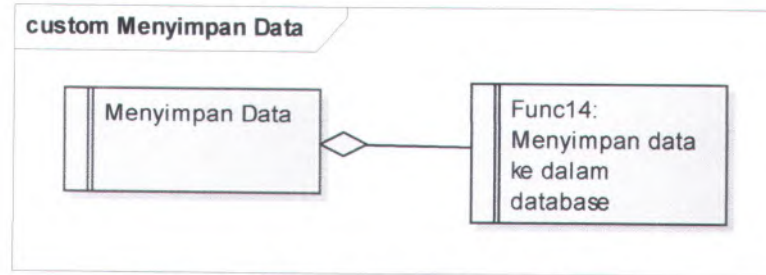 custom Menyimpan Data
Menyimpan Data
Func14:
Menyimpan data
ke dalam
database